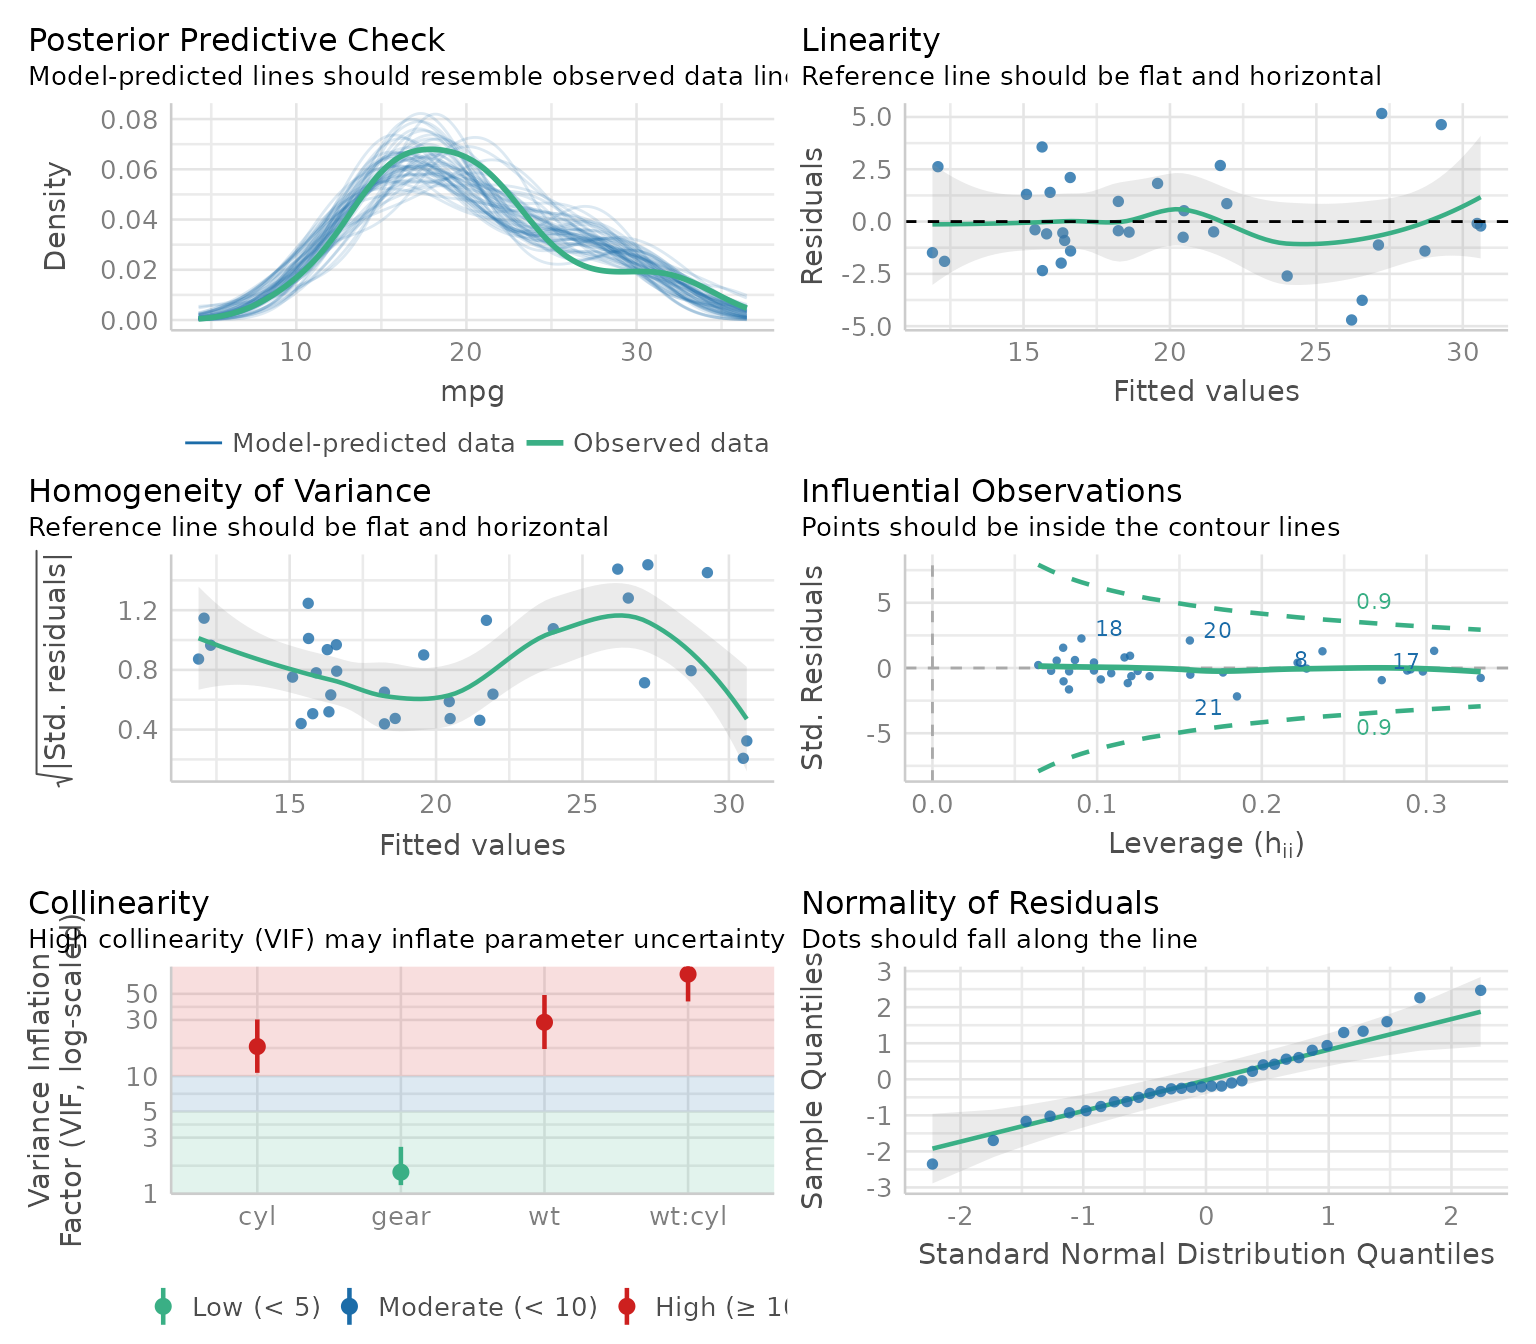 Posterior Predictive Check
Model-predicted lines should resemble observed data line
0.08
0.06
0.04
0.02
0.00
Density
10 20 30
mpg
Model-predicted data Observed data
Linearity
Reference line should be flat and horizontal
5.0
2.5
0.0
-2.5
-5.0
Residuals
15 20 25 30
Fitted values
Homogeneity of Variance
Reference line should be flat and horizontal
1.2
0.8
0.4
√|Std. residuals|
15 20 25 30
Fitted values
Influential Observations
Points should be inside the contour lines
5
0
-5
Std. Residuals
0.9
18
20
8
17
21
0.9
0.0 0.1 0.2 0.3
Leverage (hii)
Collinearity
High collinearity (VIF) may inflate parameter uncertainty
50
30
10
5
3
1
Variance Inflation
Factor (VIF, log-scaled)
cyl gear wt wt:cyl
Low (< 5) Moderate (< 10) High (≥ 10
Normality of Residuals
Dots should fall along the line
3
2
1
0
-1
-2
-3
Sample Quantiles
-2 -1 0 1 2
Standard Normal Distribution Quantiles